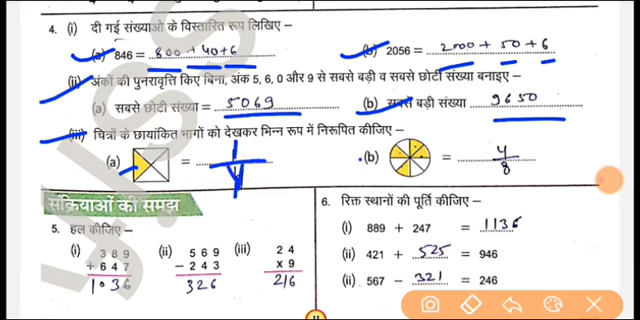 4. (i) दी गई संख्याओ के विस्तारित रूप लिखिए –
(a) 846 = 800 + 40 + 6 (b) 2056 = 2000 + 50 + 6
(ii) अंकों की पुनरावृत्ति किए बिना, अंक 5, 6, 0 और 9 से सबसे बड़ी व सबसे छोटी संख्या बनाइए –
(a) सबसे छोटी संख्या = 5069 (b) सबसे बड़ी संख्या 9650
(iii) चित्रों के छायांकित भागों को देखकर भिन्न रूप में निरूपित कीजिए –
(a) = 1/4 (b) = 4/8
संक्रियाओं की समझ
5. हल कीजिए –
(i) 389 (ii) 569 (iii) 24
+ 647 − 243 x 9
1036 326 216
6. रिक्त स्थानों की पूर्ति कीजिए –
(i) 889 + 247 = 1136
(ii) 421 + 525 = 946
(ii) 567 − 321 = 246